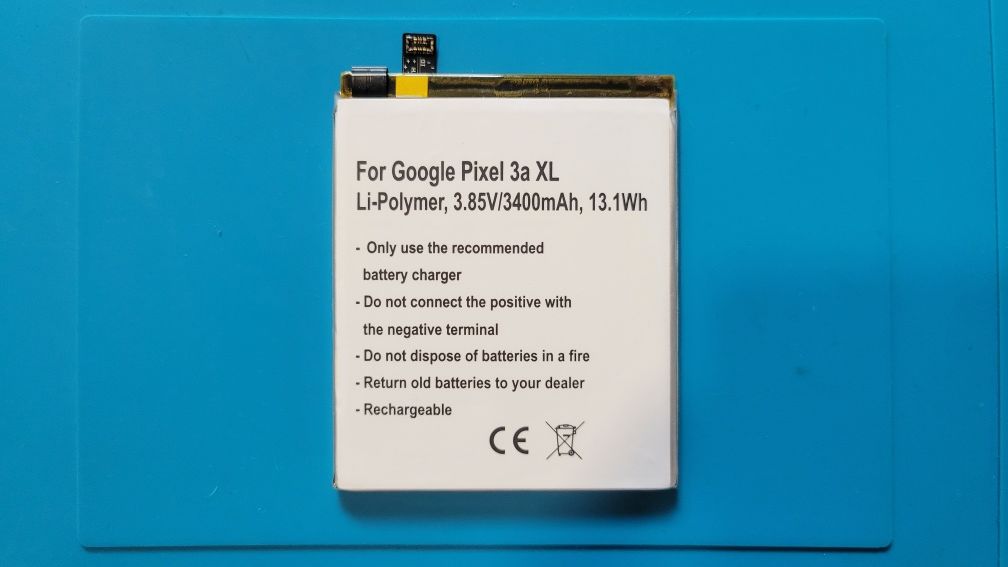 For Google Pixel 3a XL
Li-Polymer, 3.85V/3400mAh, 13.1Wh
- Only use the recommended
battery charger
- Do not connect the positive with
the negative terminal
- Do not dispose of batteries in a fire
- Return old batteries to your dealer
- Rechargeable
CE